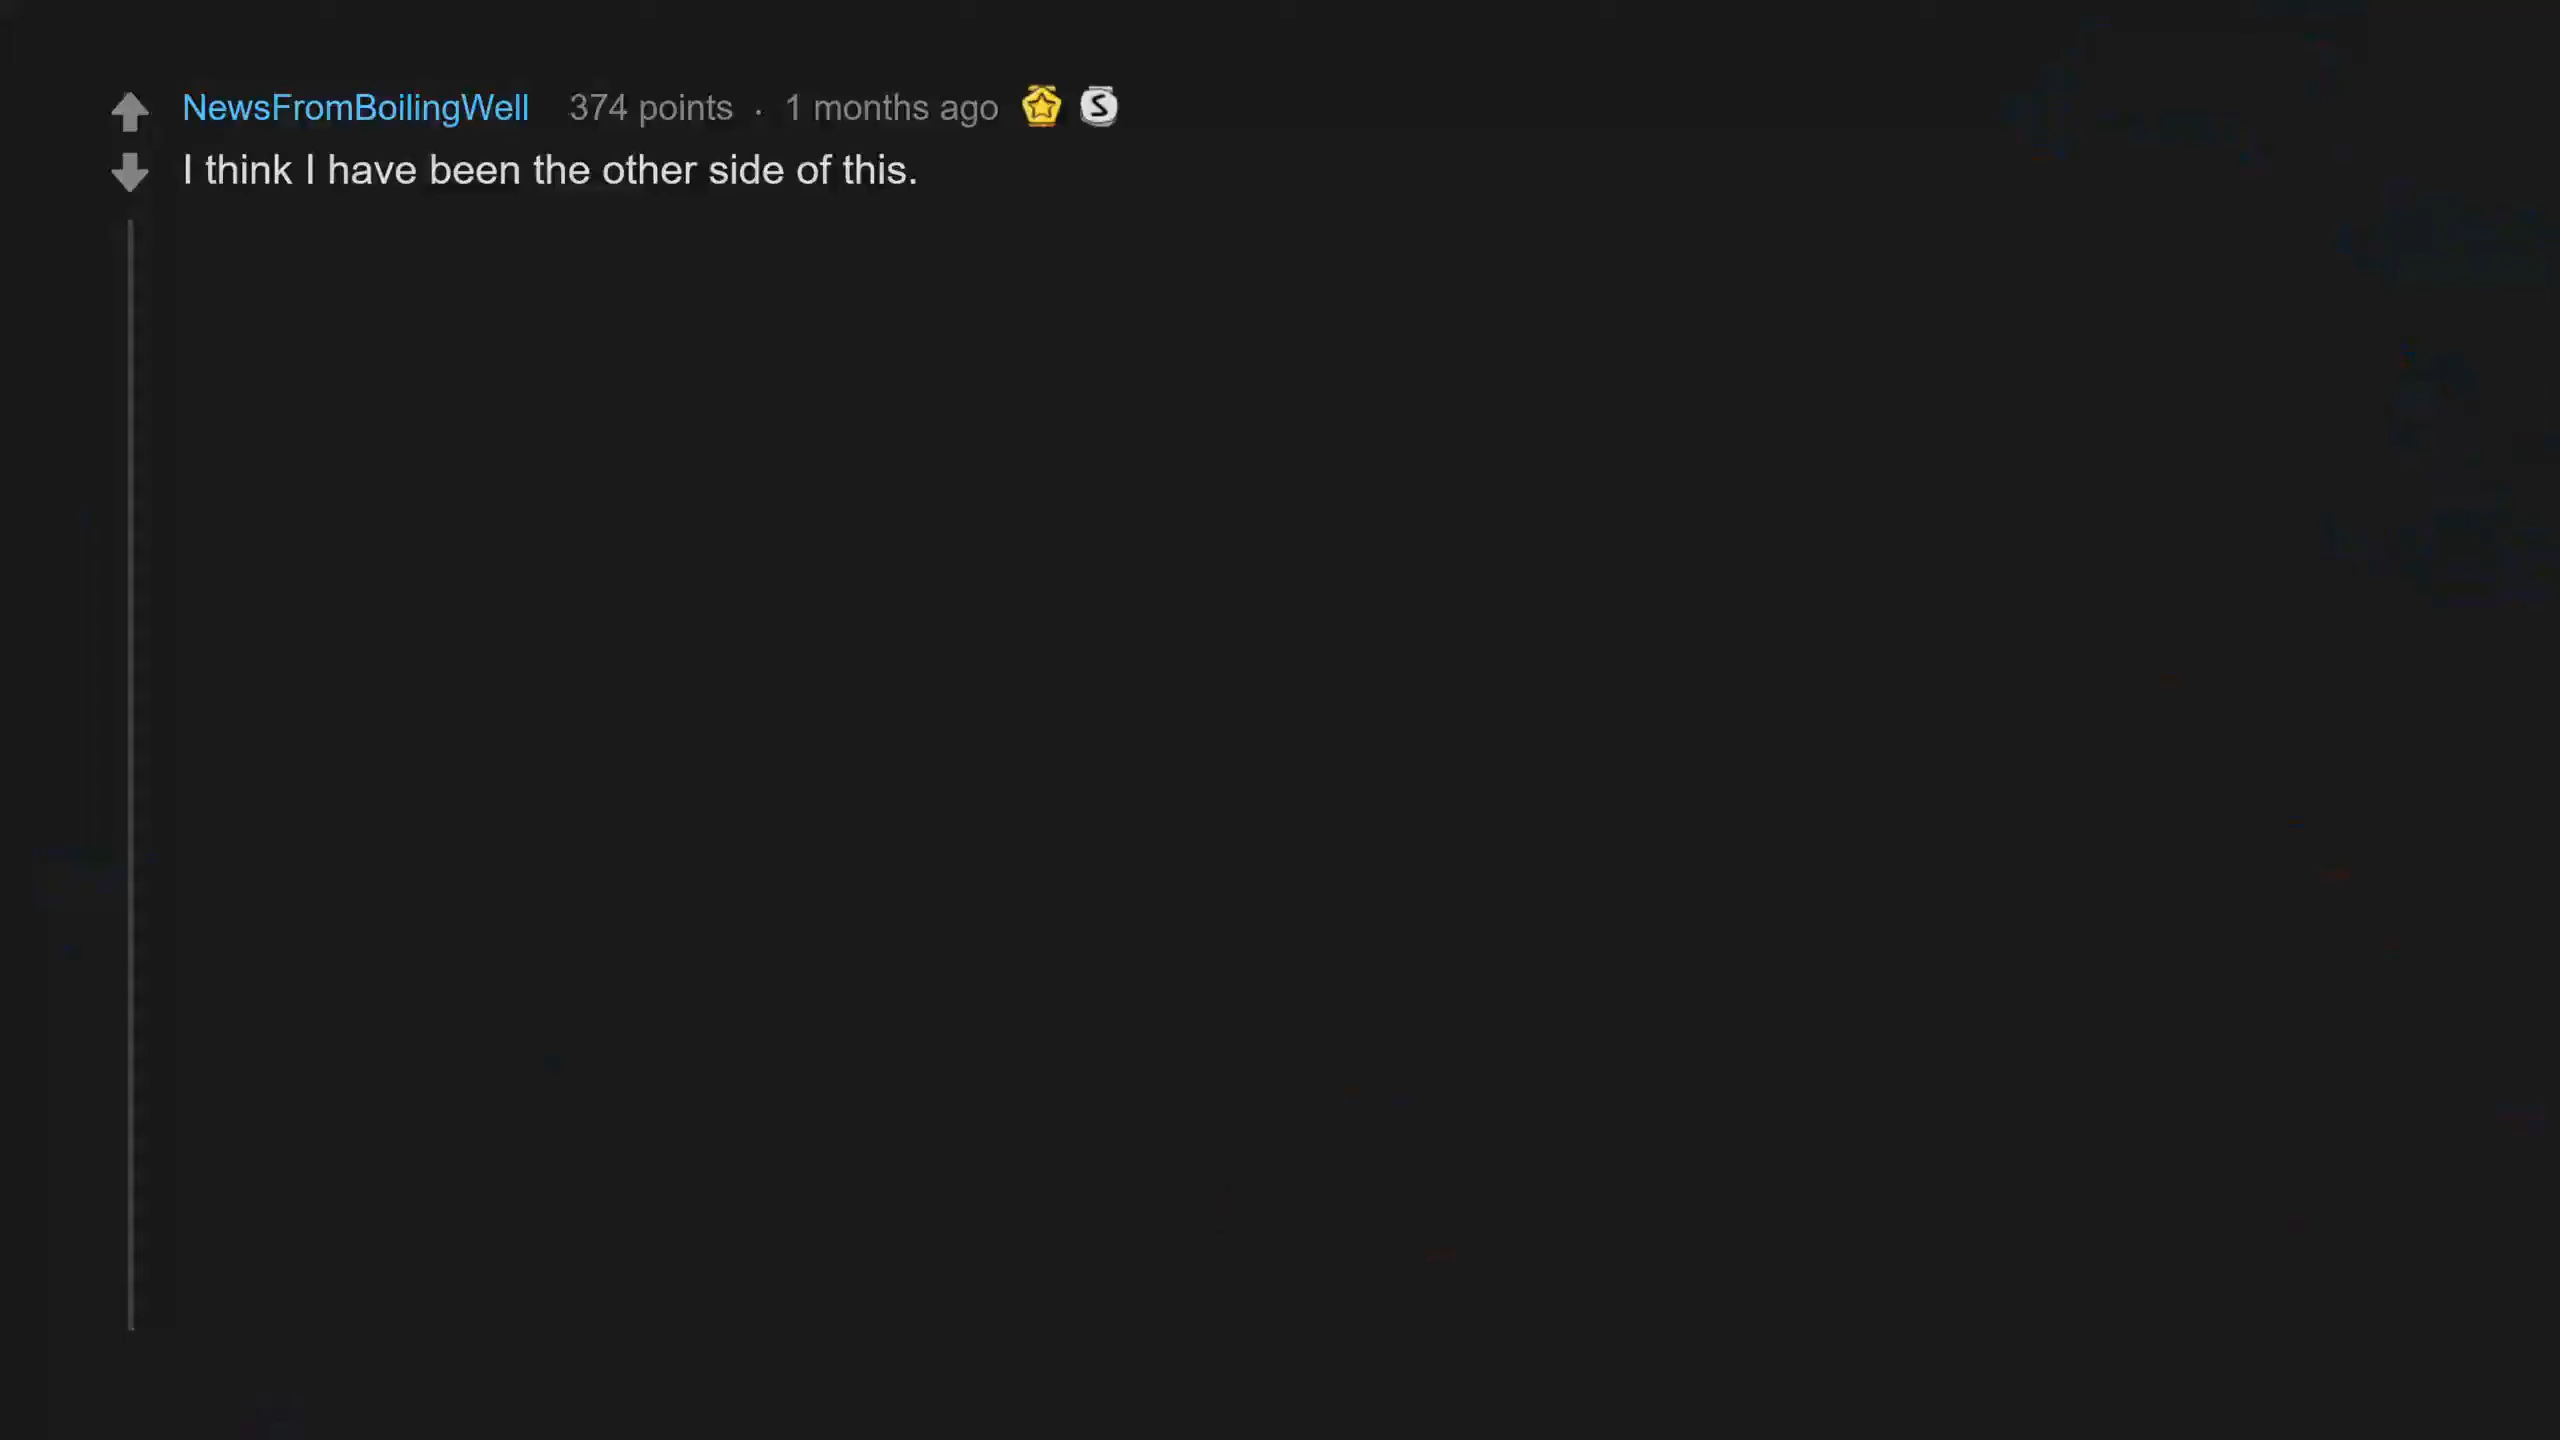 NewsFromBoilingWell 374 points · 1 months ago S
I think I have been the other side of this.